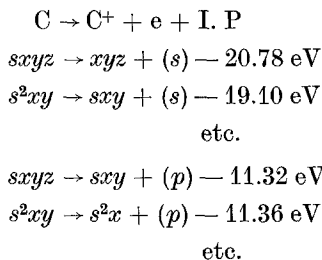 C → C⁺ + e + I. P
sxyz → xyz + (s) — 20.78 eV
s²xy → sxy + (s) — 19.10 eV
etc.
sxyz → sxy + (p) — 11.32 eV
s²xy → s²x + (p) — 11.36 eV
etc.